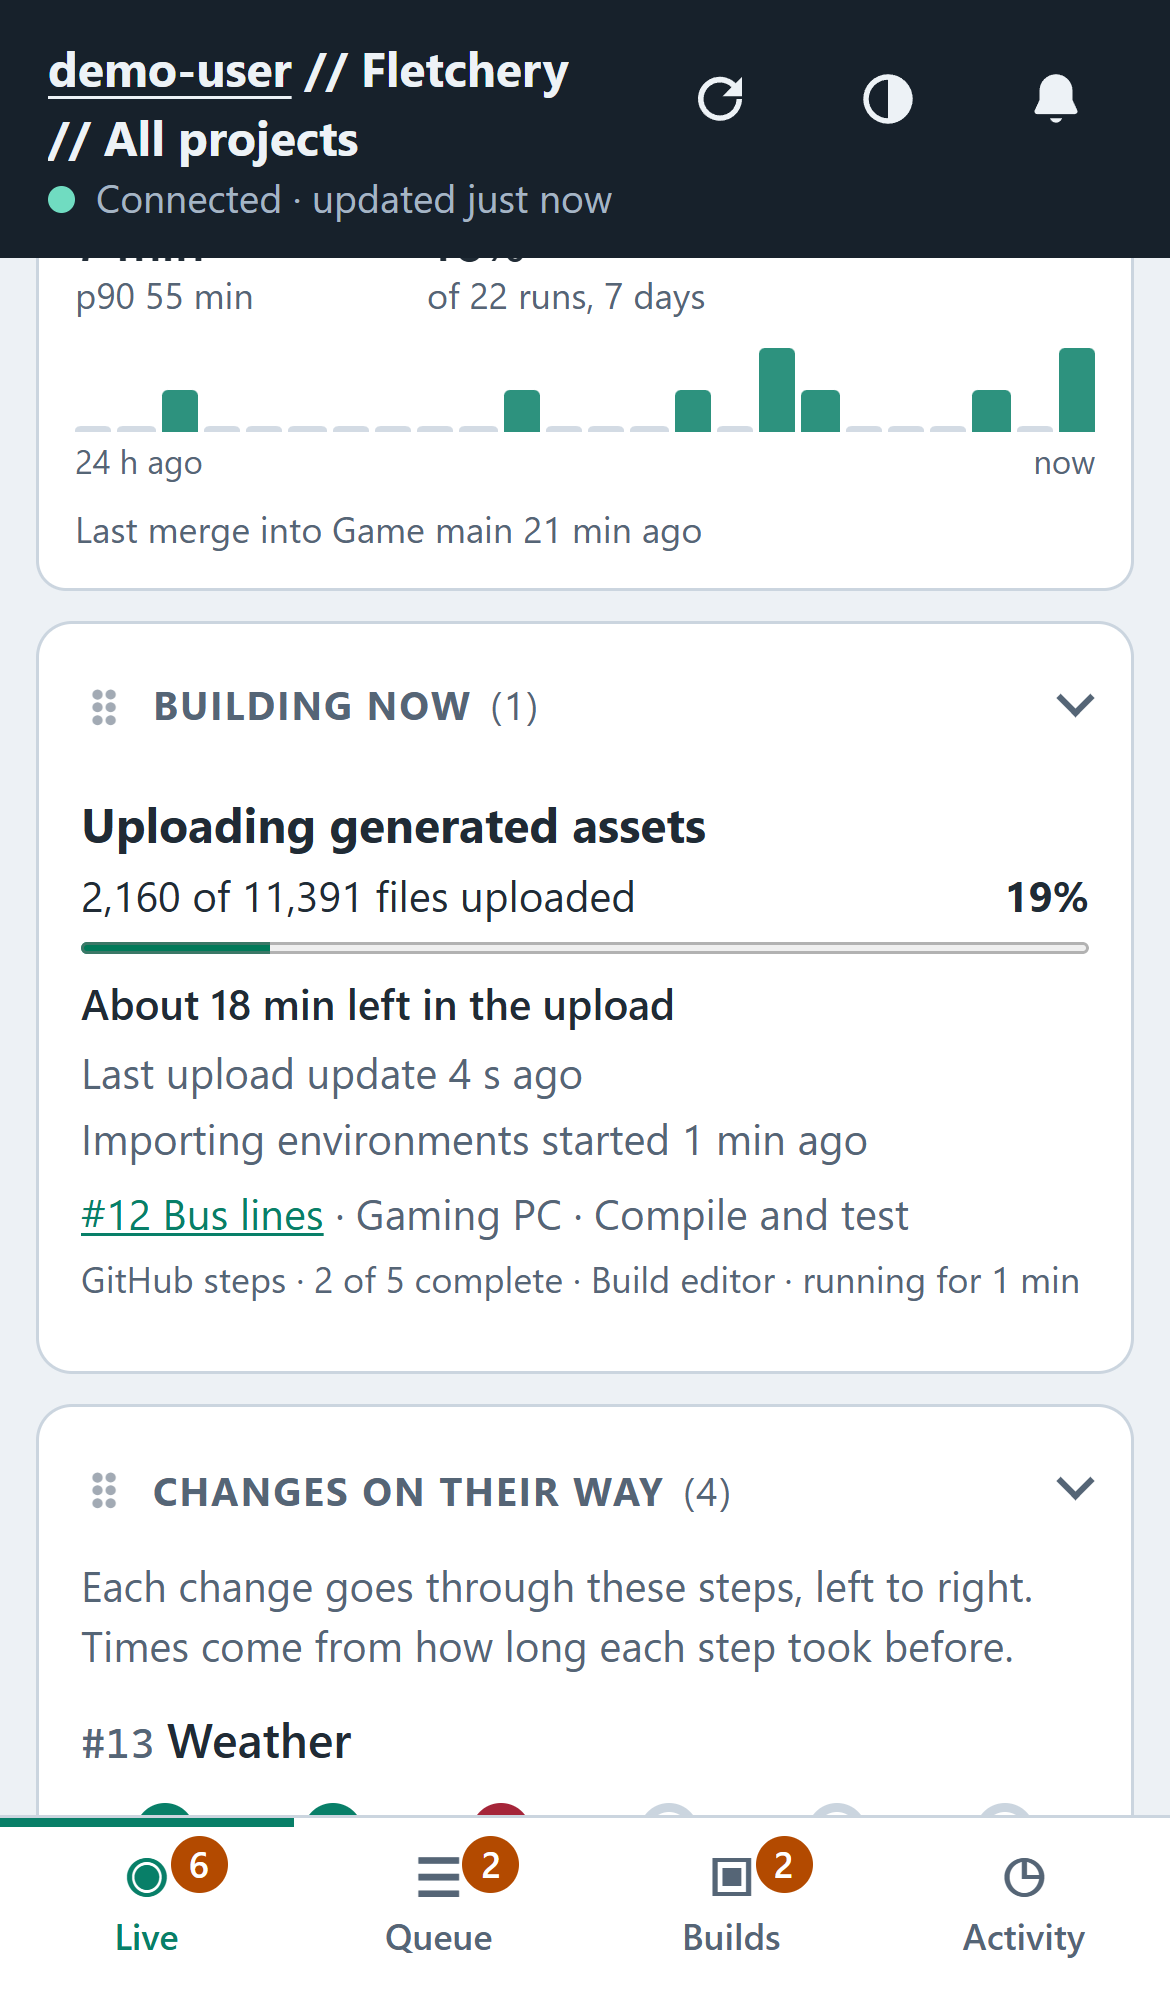 demo-user // Fletchery
// All projects
Connected · updated just now
p90 55 min
of 22 runs, 7 days
24 h ago
now
Last merge into Game main 21 min ago
BUILDING NOW (1)
Uploading generated assets
2,160 of 11,391 files uploaded
19%
About 18 min left in the upload
Last upload update 4 s ago
Importing environments started 1 min ago
#12 Bus lines · Gaming PC · Compile and test
GitHub steps · 2 of 5 complete · Build editor · running for 1 min
CHANGES ON THEIR WAY (4)
Each change goes through these steps, left to right.
Times come from how long each step took before.
#13 Weather
6
2
2
Live
Queue
Builds
Activity